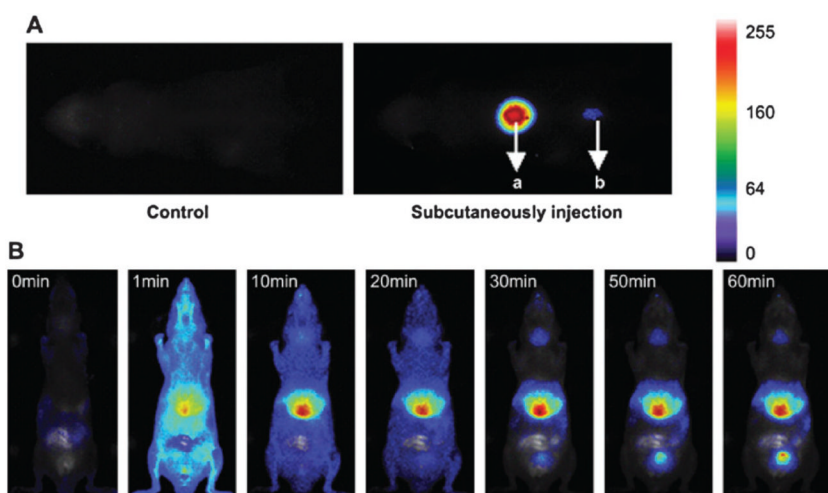 A
a
b
Control
Subcutaneously injection
255
160
64
0
B
0min
1min
10min
20min
30min
50min
60min